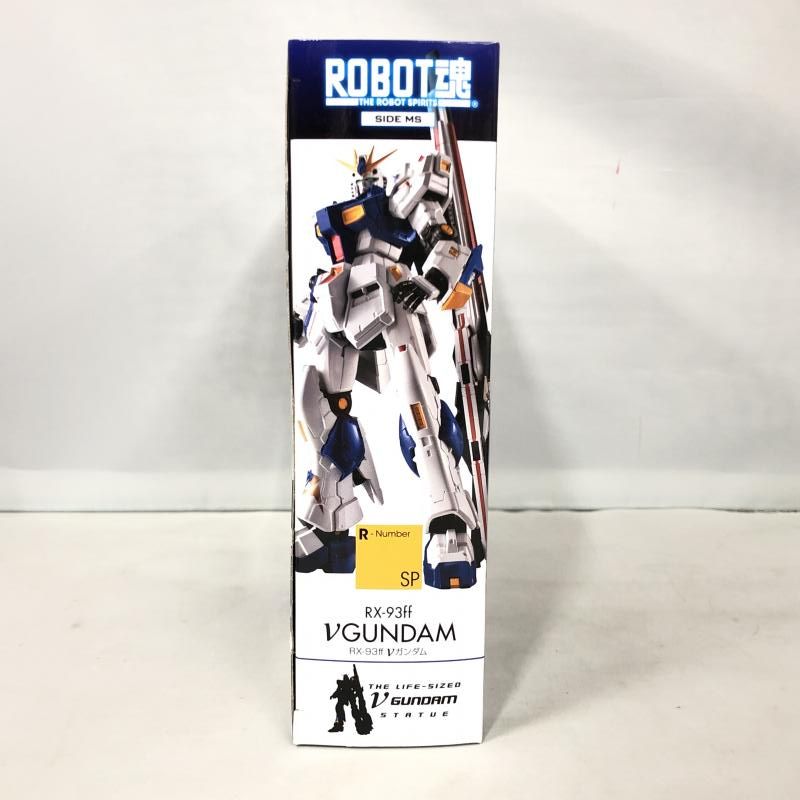 ROBOT魂
THE ROBOT SPIRITS
SIDE MS
R - Number
SP
RX-93ff
νGUNDAM
RX-93ff νガンダム
THE LIFE-SIZED
ν GUNDAM
STATUE